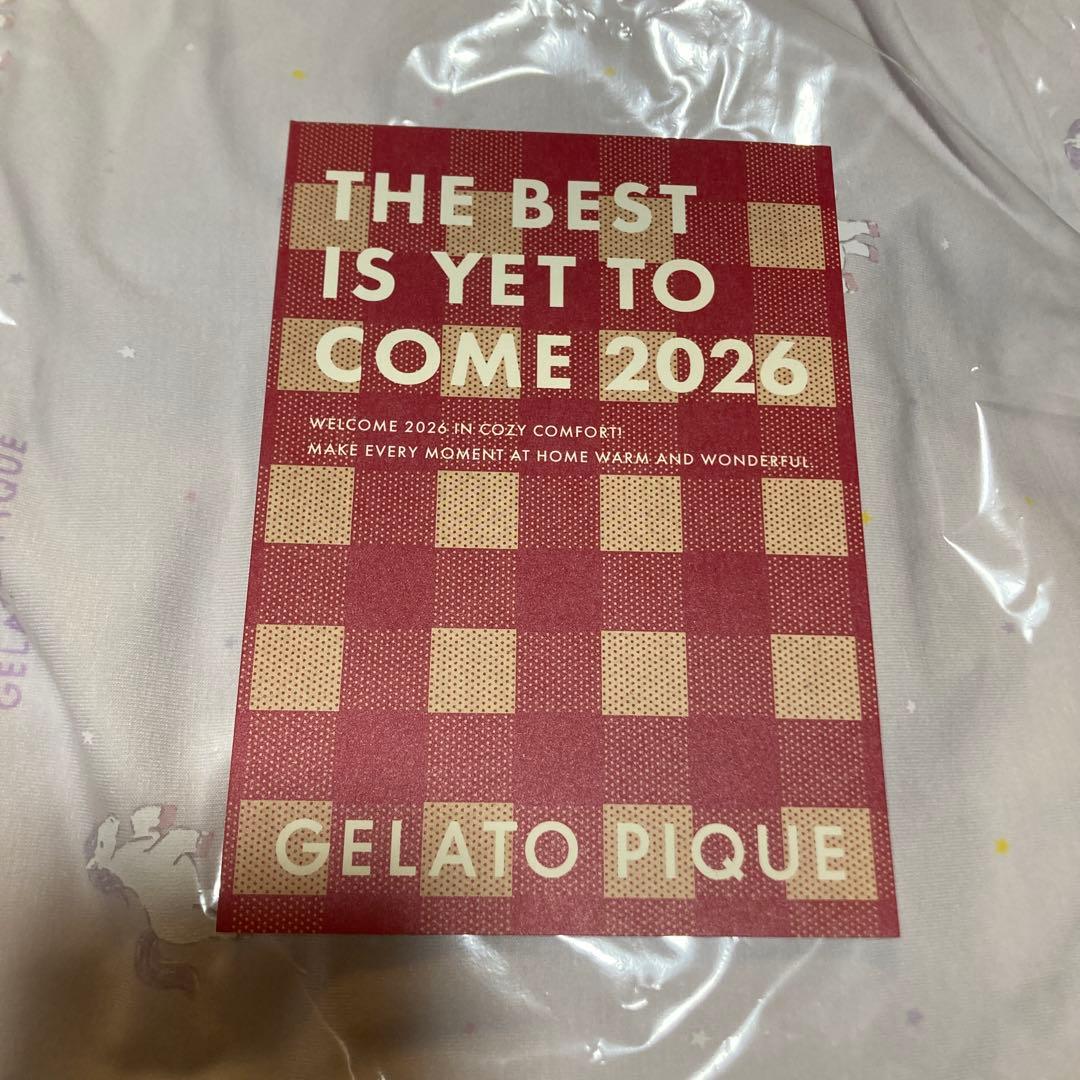 THE BEST
IS YET TO
COME 2026
WELCOME 2026 IN COZY COMFORT!
MAKE EVERY MOMENT AT HOME WARM AND WONDERFUL.
GELATO PIQUE